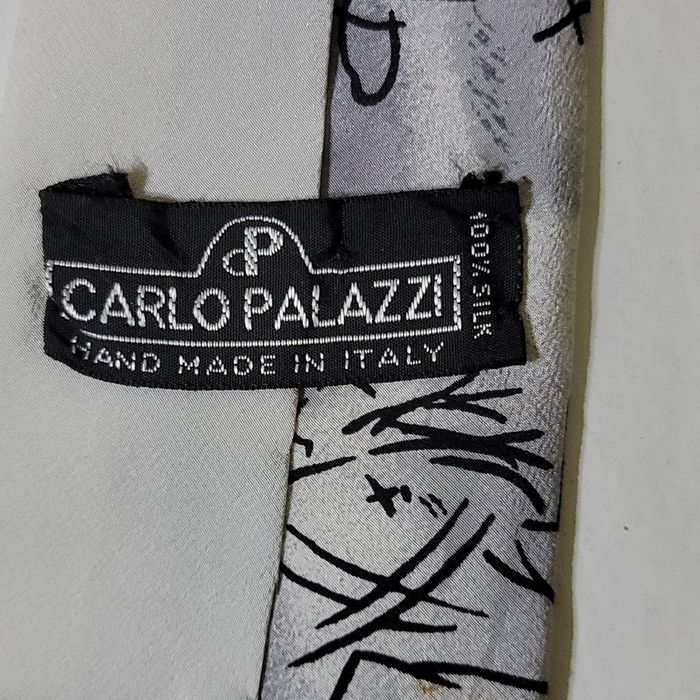 CP
CARLO PALAZZI
HAND MADE IN ITALY
100% SILK